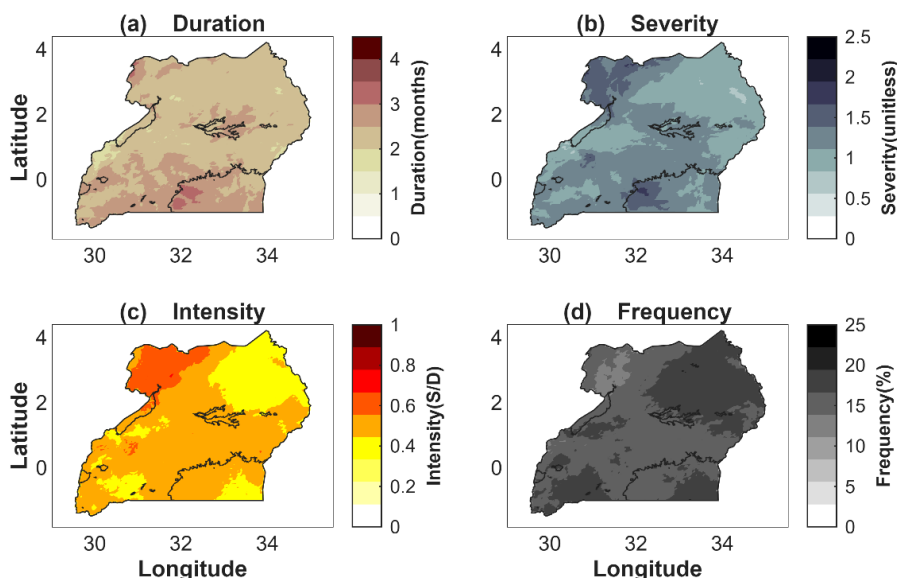 (a) Duration
4
2
0
Latitude
30 32 34
4
3
2
1
0
Duration(months)
(b) Severity
4
2
0
30 32 34
2.5
2
1.5
1
0.5
0
Severity(unitless)
(c) Intensity
4
2
0
Latitude
30 32 34
Longitude
1
0.8
0.6
0.4
0.2
0
Intensity(S/D)
(d) Frequency
4
2
0
30 32 34
Longitude
25
20
15
10
5
0
Frequency(%)